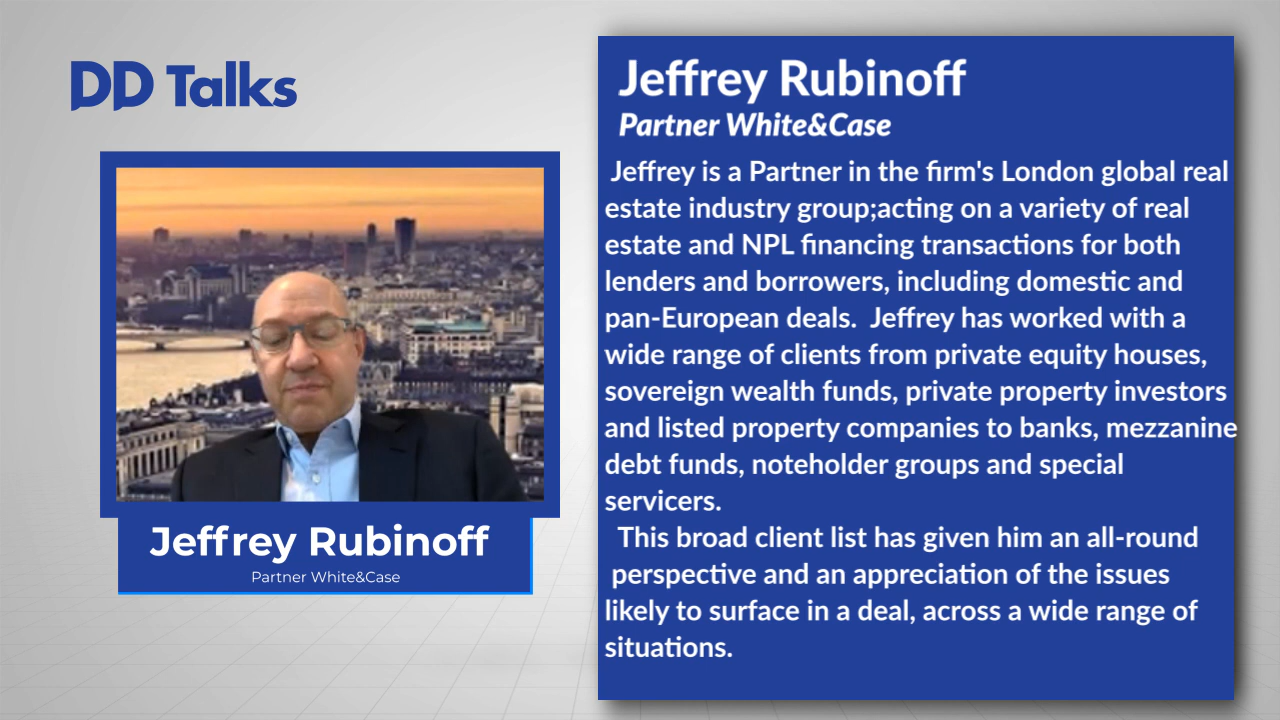 DD Talks
Jeffrey Rubinoff
Partner White&Case
Jeffrey Rubinoff
Partner White&Case
Jeffrey is a Partner in the firm's London global real
estate industry group;acting on a variety of real
estate and NPL financing transactions for both
lenders and borrowers, including domestic and
pan-European deals.  Jeffrey has worked with a
wide range of clients from private equity houses,
sovereign wealth funds, private property investors
and listed property companies to banks, mezzanine
debt funds, noteholder groups and special
servicers.
This broad client list has given him an all-round
perspective and an appreciation of the issues
likely to surface in a deal, across a wide range of
situations.